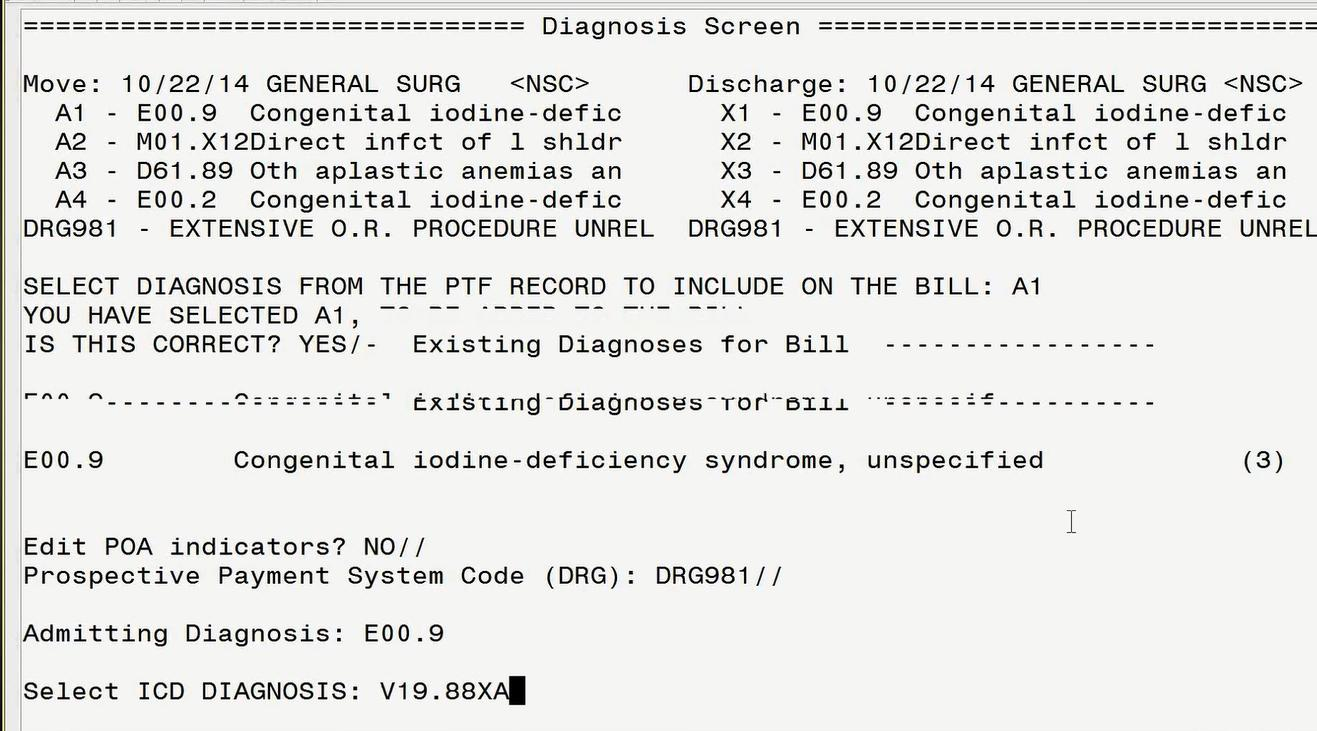 ============================== Diagnosis Screen ==============================
Move: 10/22/14 GENERAL SURG <NSC> Discharge: 10/22/14 GENERAL SURG <NSC>
A1 - E00.9 Congenital iodine-defic X1 - E00.9 Congenital iodine-defic
A2 - M01.X12Direct infct of l shldr X2 - M01.X12Direct infct of l shldr
A3 - D61.89 Oth aplastic anemias an X3 - D61.89 Oth aplastic anemias an
A4 - E00.2 Congenital iodine-defic X4 - E00.2 Congenital iodine-defic
DRG981 - EXTENSIVE O.R. PROCEDURE UNREL DRG981 - EXTENSIVE O.R. PROCEDURE UNREL
SELECT DIAGNOSIS FROM THE PTF RECORD TO INCLUDE ON THE BILL: A1
YOU HAVE SELECTED A1,
IS THIS CORRECT? YES/- Existing Diagnoses for Bill -----------------
Existing Diagnoses for Bill
E00.9 Congenital iodine-deficiency syndrome, unspecified (3)
Edit POA indicators? NO//
Prospective Payment System Code (DRG): DRG981//
Admitting Diagnosis: E00.9
Select ICD DIAGNOSIS: V19.88XA